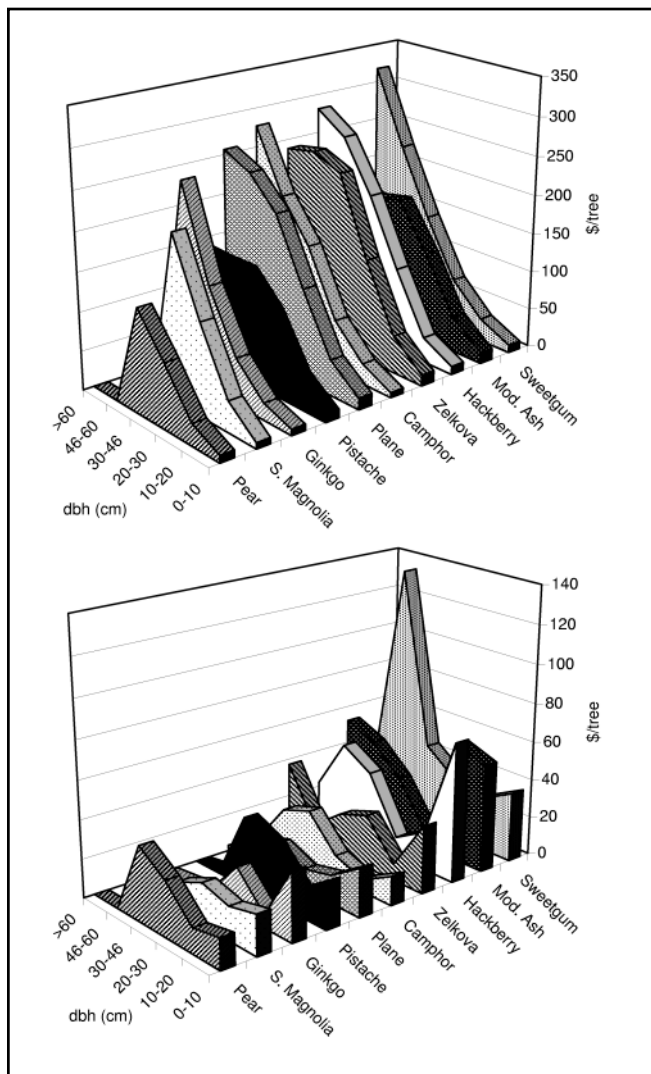 350
300
250
200
150
100
50
0
$/tree
>60
46-60
30-46
20-30
10-20
0-10
dbh (cm)
Pear
S. Magnolia
Ginkgo
Pistache
Plane
Camphor
Zelkova
Hackberry
Mod. Ash
Sweetgum
140
120
100
80
60
40
20
0
$/tree
>60
46-60
30-46
20-30
10-20
0-10
dbh (cm)
Pear
S. Magnolia
Ginkgo
Pistache
Plane
Camphor
Zelkova
Hackberry
Mod. Ash
Sweetgum